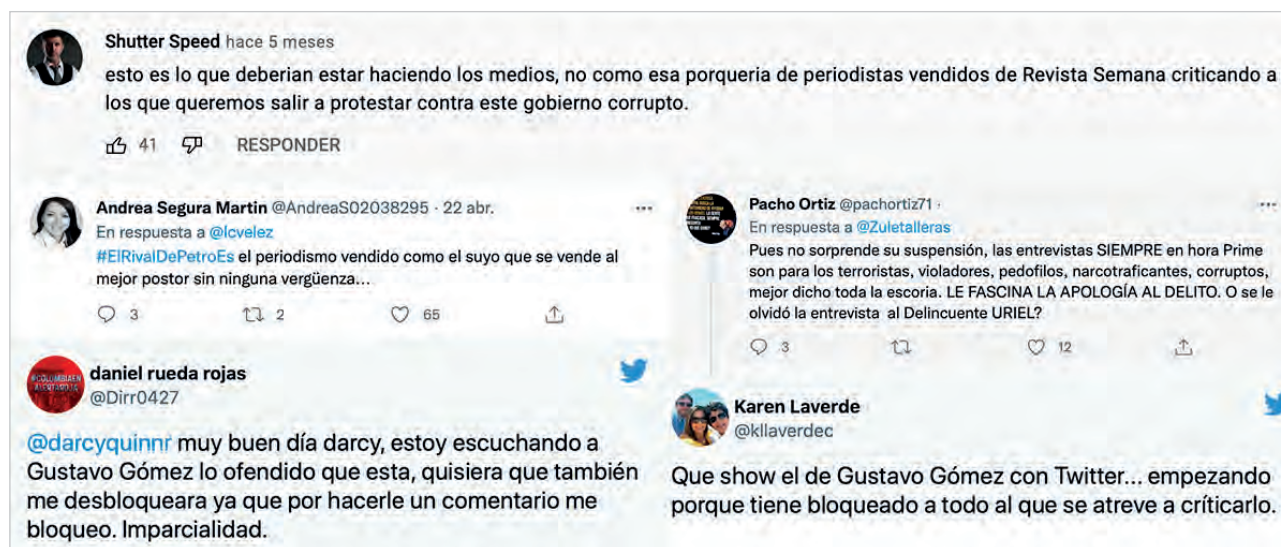 Shutter Speed hace 5 meses
esto es lo que deberian estar haciendo los medios, no como esa porqueria de periodistas vendidos de Revista Semana criticando a
los que queremos salir a protestar contra este gobierno corrupto.
41 RESPONDER
Andrea Segura Martin @AndreaS02038295 · 22 abr.
En respuesta a @lcvelez
#ElRivalDePetroEs el periodismo vendido como el suyo que se vende al
mejor postor sin ninguna vergüenza...
3 2 65
Pacho Ortiz @pachortiz71 ·
En respuesta a @Zuletalleras
Pues no sorprende su suspensión, las entrevistas SIEMPRE en hora Prime
son para los terroristas, violadores, pedofilos, narcotraficantes, corruptos,
mejor dicho toda la escoria. LE FASCINA LA APOLOGÍA AL DELITO. O se le
olvidó la entrevista al Delincuente URIEL?
3 12
daniel rueda rojas
@Dirr0427
@darcyquinnr muy buen día darcy, estoy escuchando a
Gustavo Gómez lo ofendido que esta, quisiera que también
me desbloqueara ya que por hacerle un comentario me
bloqueo. Imparcialidad.
Karen Laverde
@kllaverdec
Que show el de Gustavo Gómez con Twitter... empezando
porque tiene bloqueado a todo al que se atreve a críticarlo.